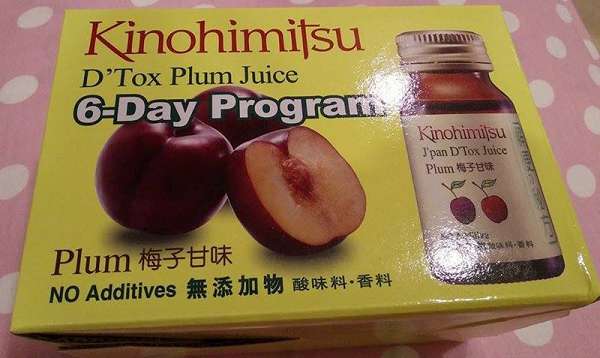 Kinohimitsu
D'Tox Plum Juice
6-Day Program
Kinohimitsu
J'pan D'Tox Juice
Plum 梅子甘味
Plum 梅子甘味
NO Additives 無添加物 酸味料・香料